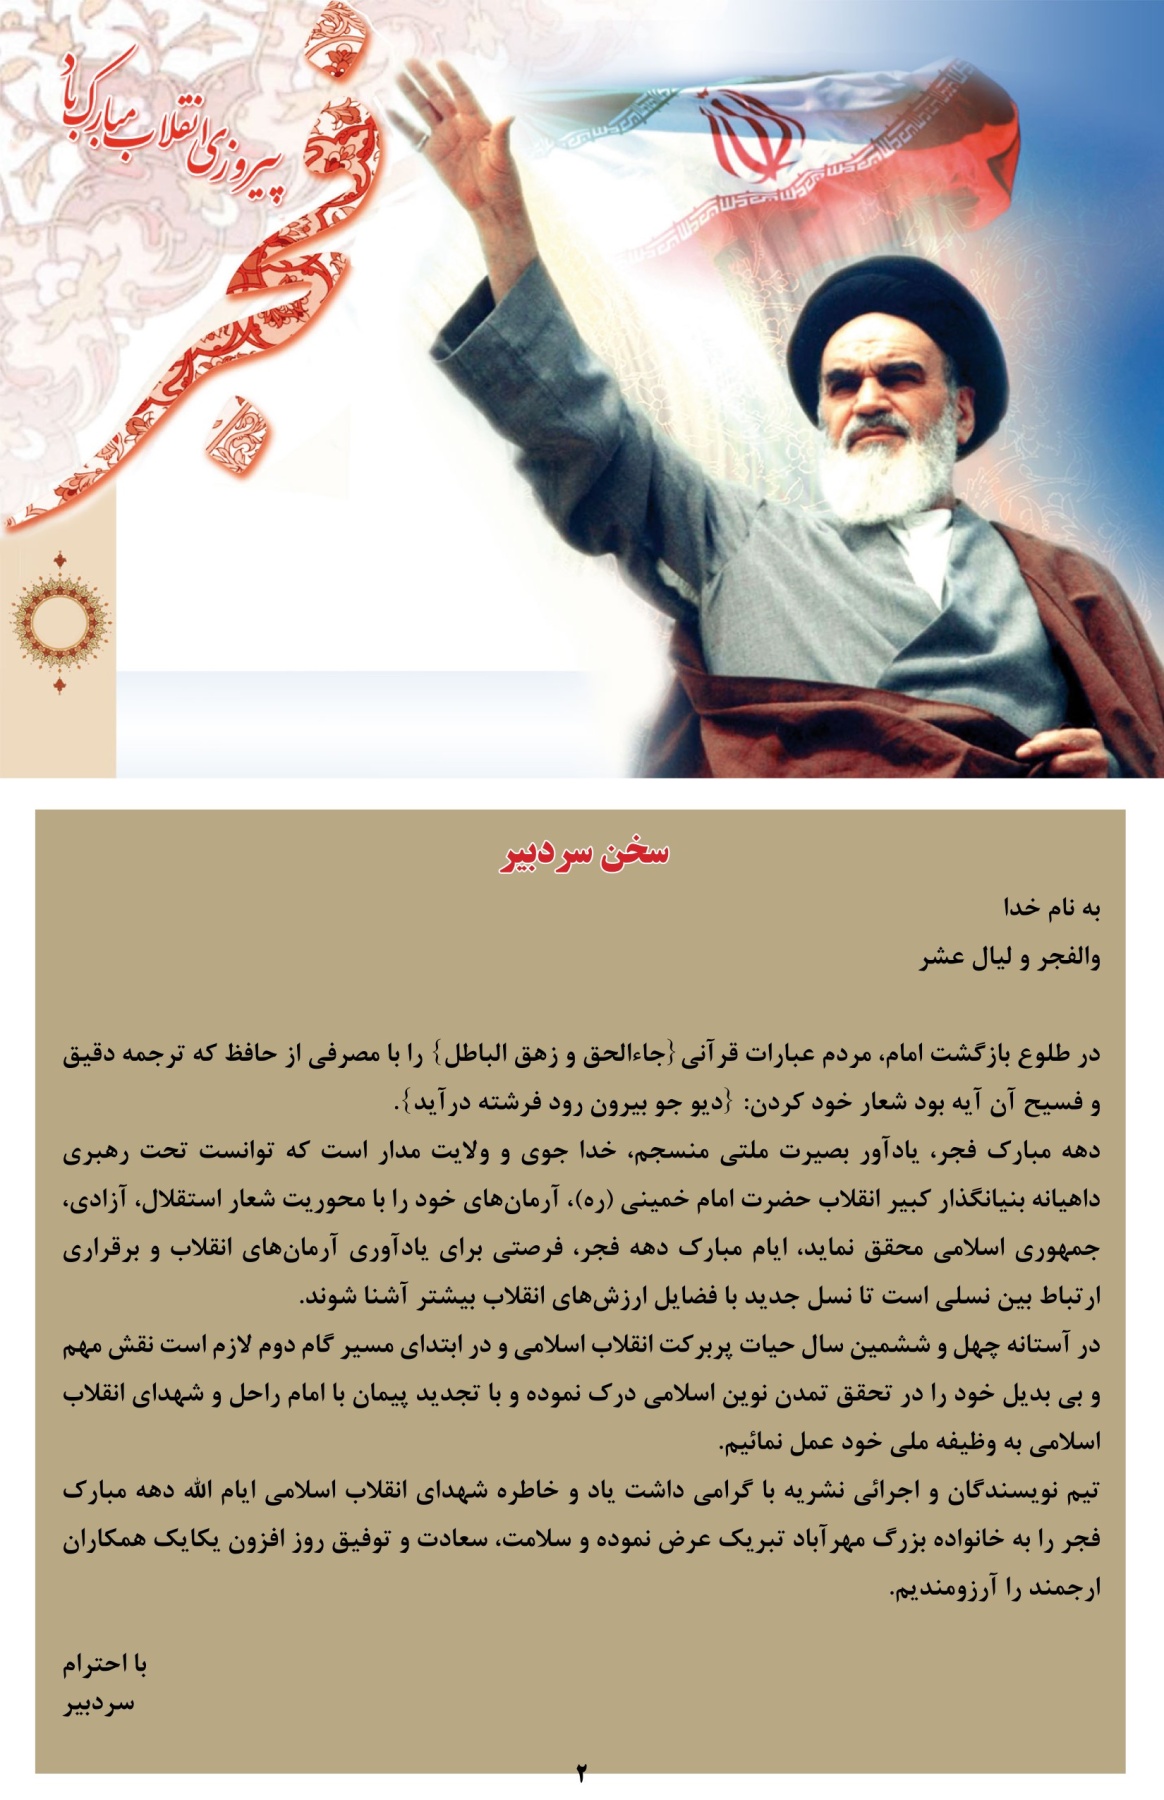 فجر
پیروزی انقلاب مبارک باد
سخن سردبیر
به نام خدا
والفجر و لیال عشر
در طلوع بازگشت امام، مردم عبارات قرآنی {جاءالحق و زهق الباطل} را با مصرفی از حافظ که ترجمه دقیق
و فسیح آن آیه بود شعار خود کردن: {دیو جو بیرون رود فرشته درآید}.
دهه مبارک فجر، یادآور بصیرت ملتی منسجم، خدا جوی و ولایت مدار است که توانست تحت رهبری
داهیانه بنیانگذار کبیر انقلاب حضرت امام خمینی (ره)، آرمان‌های خود را با محوریت شعار استقلال، آزادی،
جمهوری اسلامی محقق نماید، ایام مبارک دهه فجر، فرصتی برای یادآوری آرمان‌های انقلاب و برقراری
ارتباط بین نسلی است تا نسل جدید با فضایل ارزش‌های انقلاب بیشتر آشنا شوند.
در آستانه چهل و ششمین سال حیات پربرکت انقلاب اسلامی و در ابتدای مسیر گام دوم لازم است نقش مهم
و بی بدیل خود را در تحقق تمدن نوین اسلامی درک نموده و با تجدید پیمان با امام راحل و شهدای انقلاب
اسلامی به وظیفه ملی خود عمل نمائیم.
تیم نویسندگان و اجرائی نشریه با گرامی داشت یاد و خاطره شهدای انقلاب اسلامی ایام الله دهه مبارک
فجر را به خانواده بزرگ مهرآباد تبریک عرض نموده و سلامت، سعادت و توفیق روز افزون یکایک همکاران
ارجمند را آرزومندیم.
با احترام
سردبیر
۲